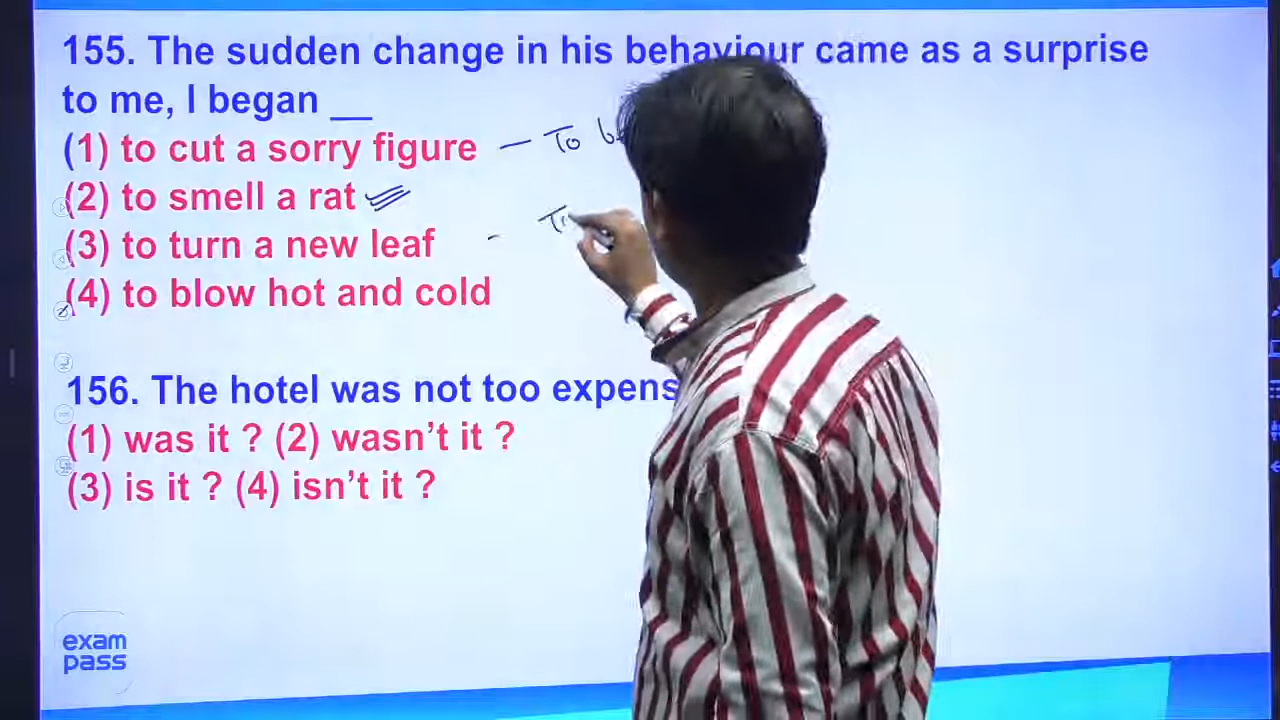 155. The sudden change in his behaviour came as a surprise
to me, I began __
(1) to cut a sorry figure – To
(2) to smell a rat
(3) to turn a new leaf -
(4) to blow hot and cold
156. The hotel was not too
(1) was it ? (2) wasn’t it ?
(3) is it ? (4) isn’t it ?
exam
pass